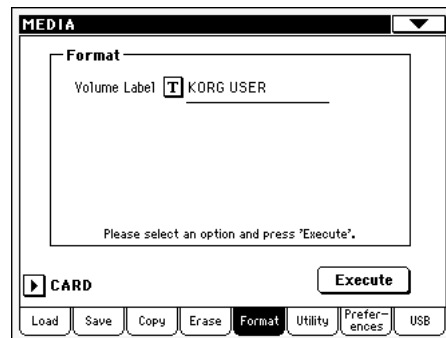 MEDIA
Format
Volume Label T KORG USER
Please select an option and press 'Execute'.
CARD
Execute
Load Save Copy Erase Format Utility Prefer- ences USB